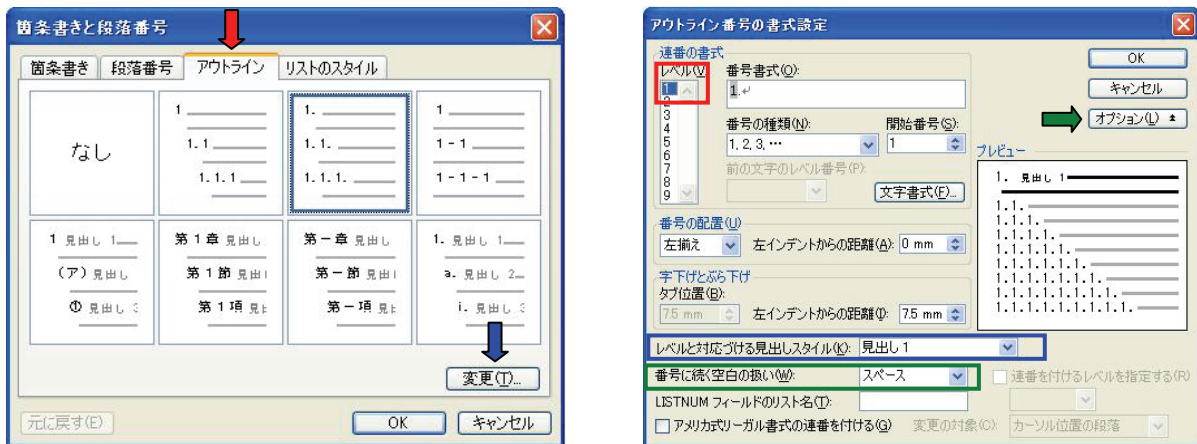 箇条書きと段落番号
箇条書き 段落番号 アウトライン リストのスタイル
なし
1
1.1
1.1.1
1.
1.1.
1.1.1.
1
1-1
1-1-1
1 見出し 1
(ア) 見出し
① 見出し 3
第1章 見出し
第1節 見出し
第1項 見出
第一章 見出し
第一節 見出し
第一項 見出
1. 見出し 1
a. 見出し 2
i. 見出し 3
変更(T)...
元に戻す(E) OK キャンセル
アウトライン番号の書式設定
連番の書式
レベル(V) 番号書式(O):
1
2
3
4
5
6
7
8
9
1.↵
番号の種類(N): 開始番号(S):
1, 2, 3, … 1
前の文字のレベル番号(P):
文字書式(F)...
OK
キャンセル
オプション(L)
プレビュー
1. 見出し 1
1.1.
1.1.1.
1.1.1.1.
1.1.1.1.1.
1.1.1.1.1.1.
1.1.1.1.1.1.1.
1.1.1.1.1.1.1.1.
1.1.1.1.1.1.1.1.1.
番号の配置(U)
左揃え 左インデントからの距離(A): 0 mm
字下げとぶら下げ
タブ位置(B):
7.5 mm 左インデントからの距離(I): 7.5 mm
レベルと対応づける見出しスタイル(K): 見出し 1
番号に続く空白の扱い(W): スペース 連番を付けるレベルを指定する(R)
LISTNUM フィールドのリスト名(T):
アメリカ式リーガル書式の連番を付ける(G) 変更の対象(C): カーソル位置の段落